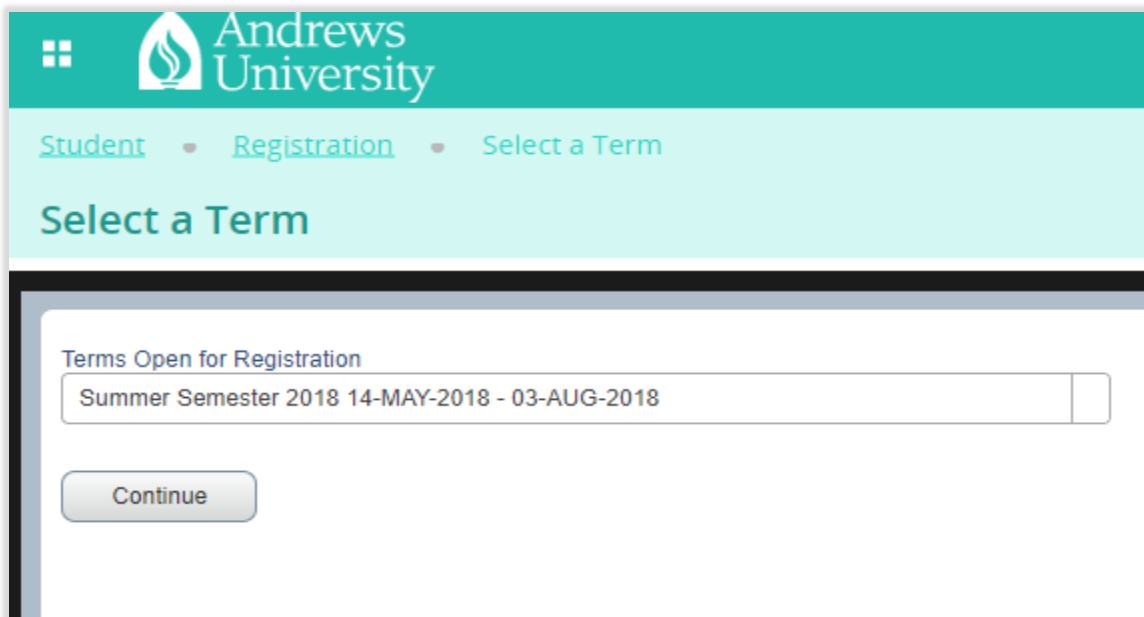 Andrews
University
Student • Registration • Select a Term
Select a Term
Terms Open for Registration
Summer Semester 2018 14-MAY-2018 - 03-AUG-2018
Continue